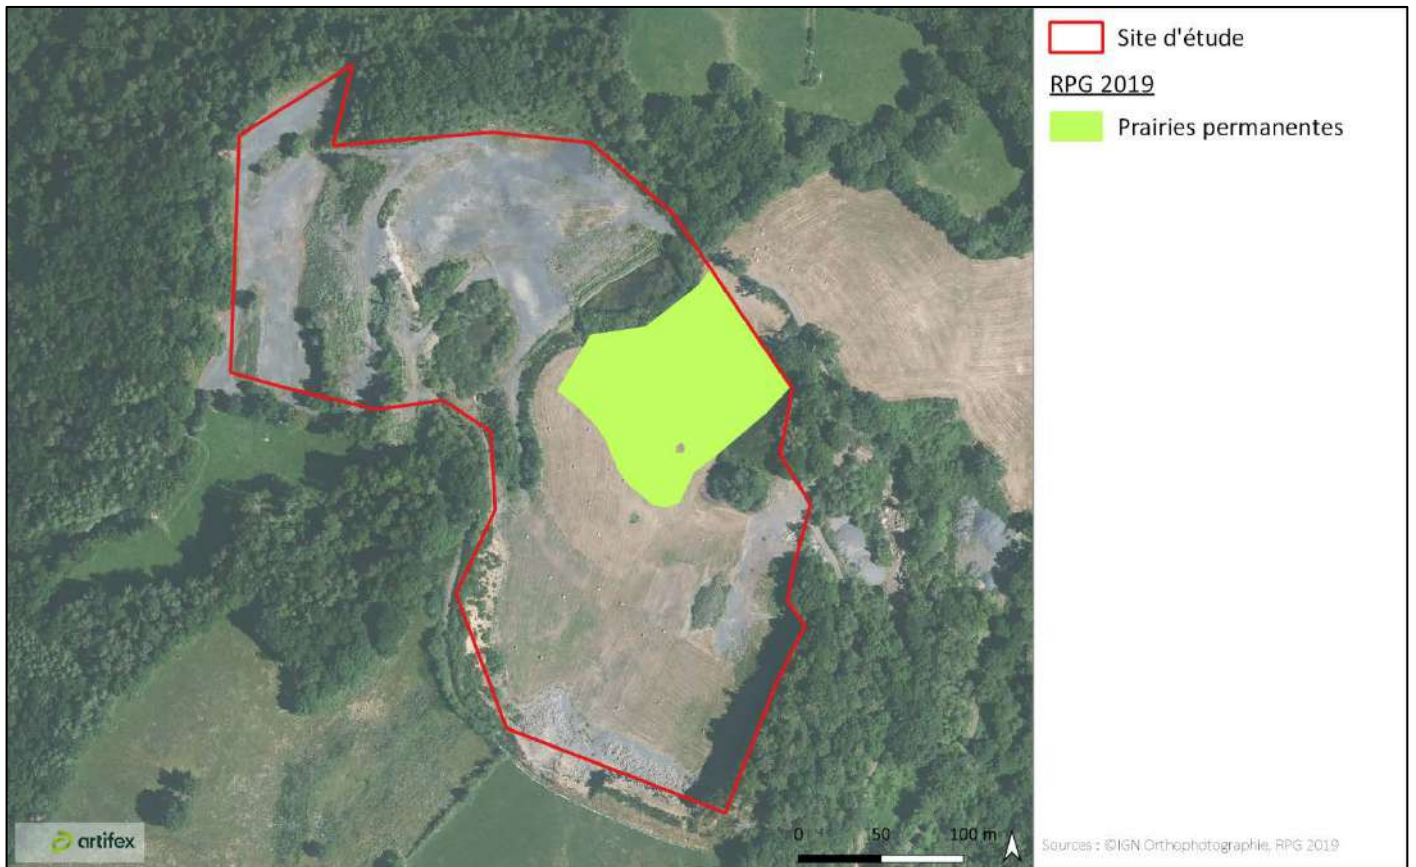 Site d'étude
RPG 2019
Prairies permanentes
artifex
0 50 100 m
Sources : ©IGN Orthophotographie, RPG 2019